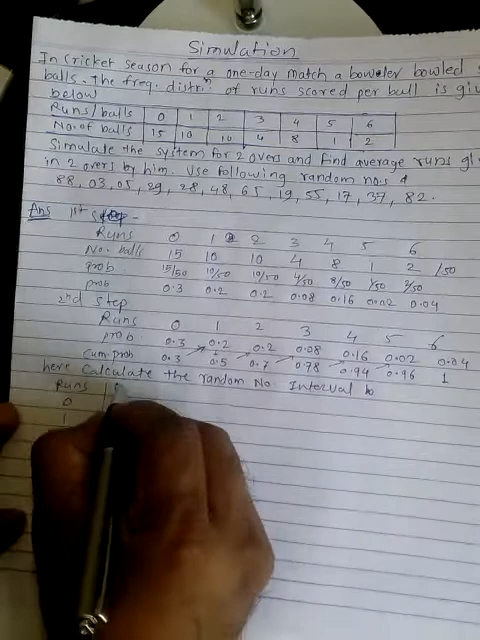 Simulation
In Cricket season for a one-day match a boweler bowled
balls. The freq. distriⁿ of runs scored per ball is
below
Runs/balls 0 1 2 3 4 5 6
No. of balls 15 10 10 4 8 1 2
Simulate the system for 2 overs and find average runs
in 2 overs by him. Use following random no.s
88, 03, 05, 29, 28, 48, 65, 19, 55, 17, 37, 82.
Ans 1st step -
Runs 0 1 2 3 4 5 6
No. balls 15 10 10 4 8 1 2 /50
prob 15/50 10/50 10/50 4/50 8/50 1/50 2/50
prob 0.3 0.2 0.2 0.08 0.16 0.02 0.04
2nd step
Runs 0 1 2 3 4 5 6
prob. 0.3 0.2 0.2 0.08 0.16 0.02 0.04
Cum. prob 0.3 0.5 0.7 0.78 0.94 0.96 1
here Calculate the random No. Interval
Runs
0
1